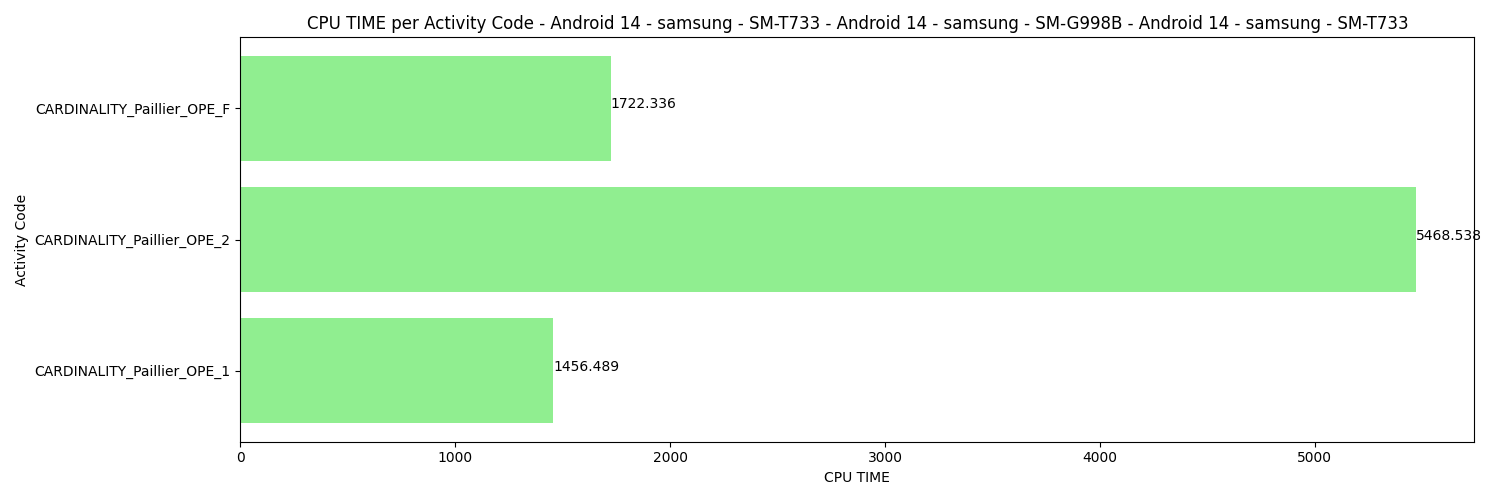 CPU TIME per Activity Code - Android 14 - samsung - SM-T733 - Android 14 - samsung - SM-G998B - Android 14 - samsung - SM-T733
Activity Code
CARDINALITY_Paillier_OPE_F
1722.336
CARDINALITY_Paillier_OPE_2
5468.538
CARDINALITY_Paillier_OPE_1
1456.489
0 1000 2000 3000 4000 5000
CPU TIME